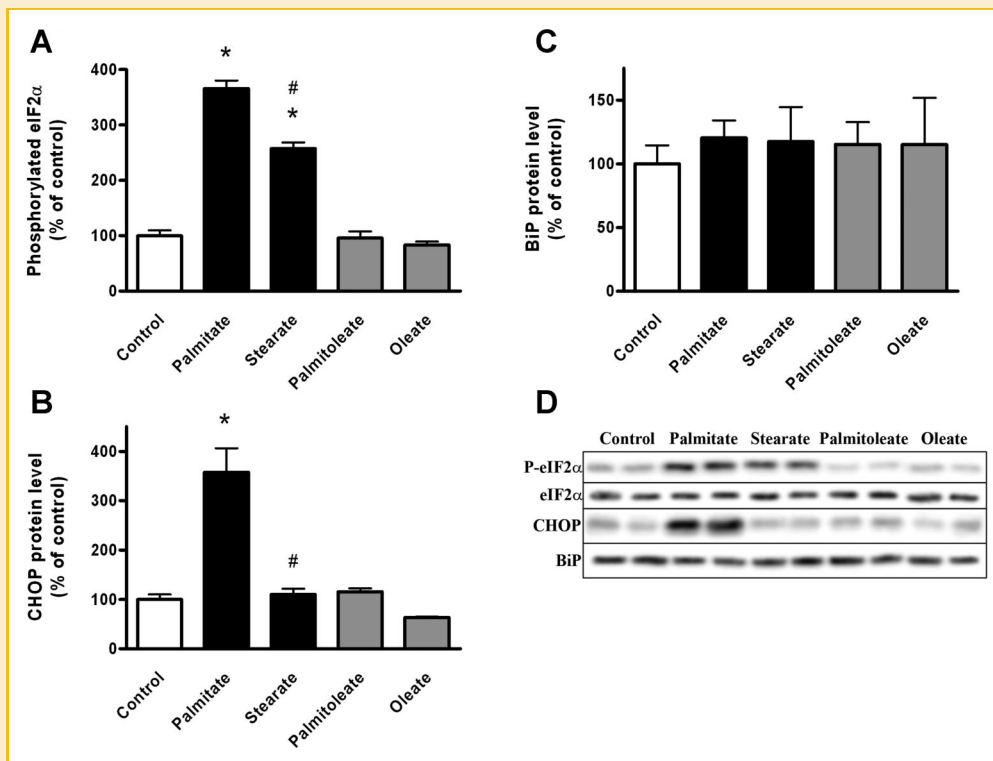 A
Phosphorylated eIF2α
(% of control)
400
300
200
100
0
*
#
*
Control
Palmitate
Stearate
Palmitoleate
Oleate
B
CHOP protein level
(% of control)
400
300
200
100
0
*
#
Control
Palmitate
Stearate
Palmitoleate
Oleate
C
BiP protein level
(% of control)
150
100
50
0
Control
Palmitate
Stearate
Palmitoleate
Oleate
D
Control Palmitate Stearate Palmitoleate Oleate
P-eIF2α
eIF2α
CHOP
BiP